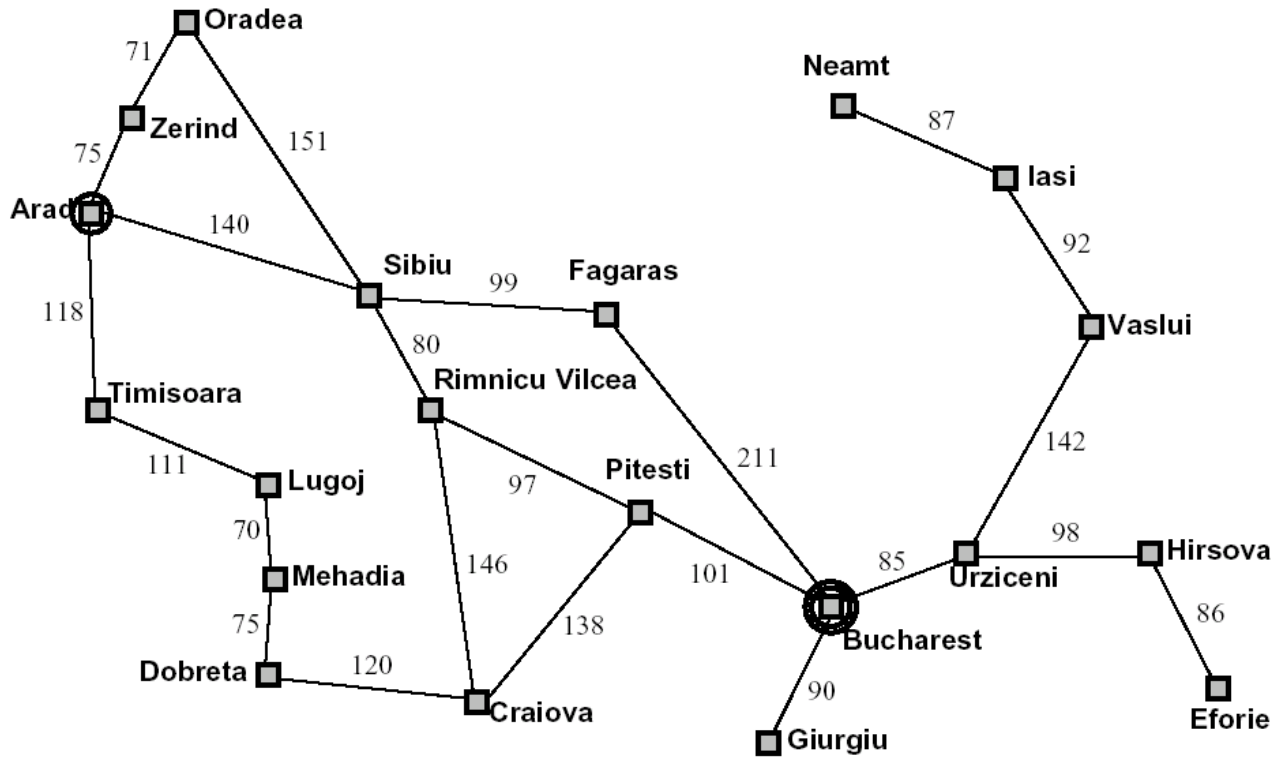 Oradea
71
Neamt
87
Zerind
151
75
Iasi
Arad
140
92
Sibiu
99
Fagaras
118
80
Vaslui
Rimnicu Vilcea
Timisoara
142
211
111
Lugoj
97
Pitesti
70
98
Hirsova
146
101
85
Urziceni
Mehadia
75
138
86
Bucharest
Dobreta
120
90
Craiova
Eforie
Giurgiu